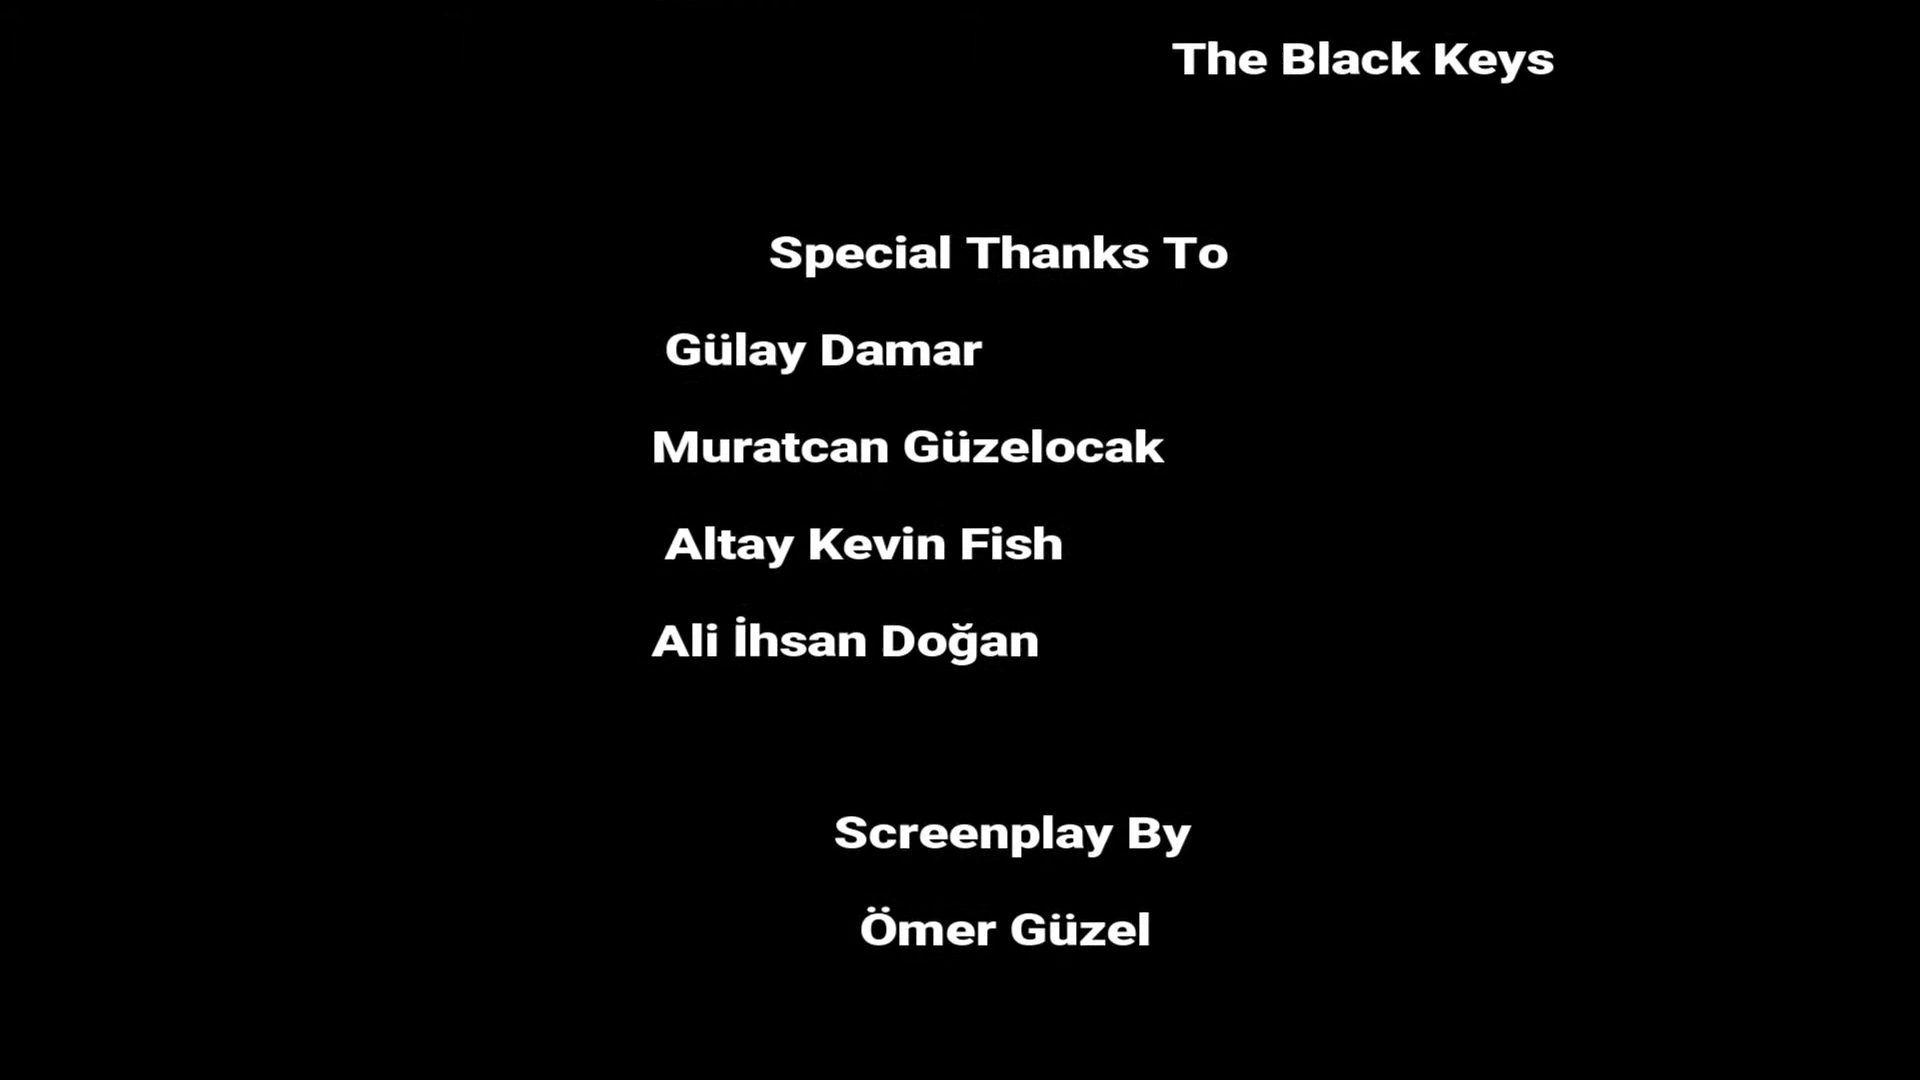 The Black Keys
Special Thanks To
Gülay Damar
Muratcan Güzelocak
Altay Kevin Fish
Ali İhsan Doğan
Screenplay By
Ömer Güzel